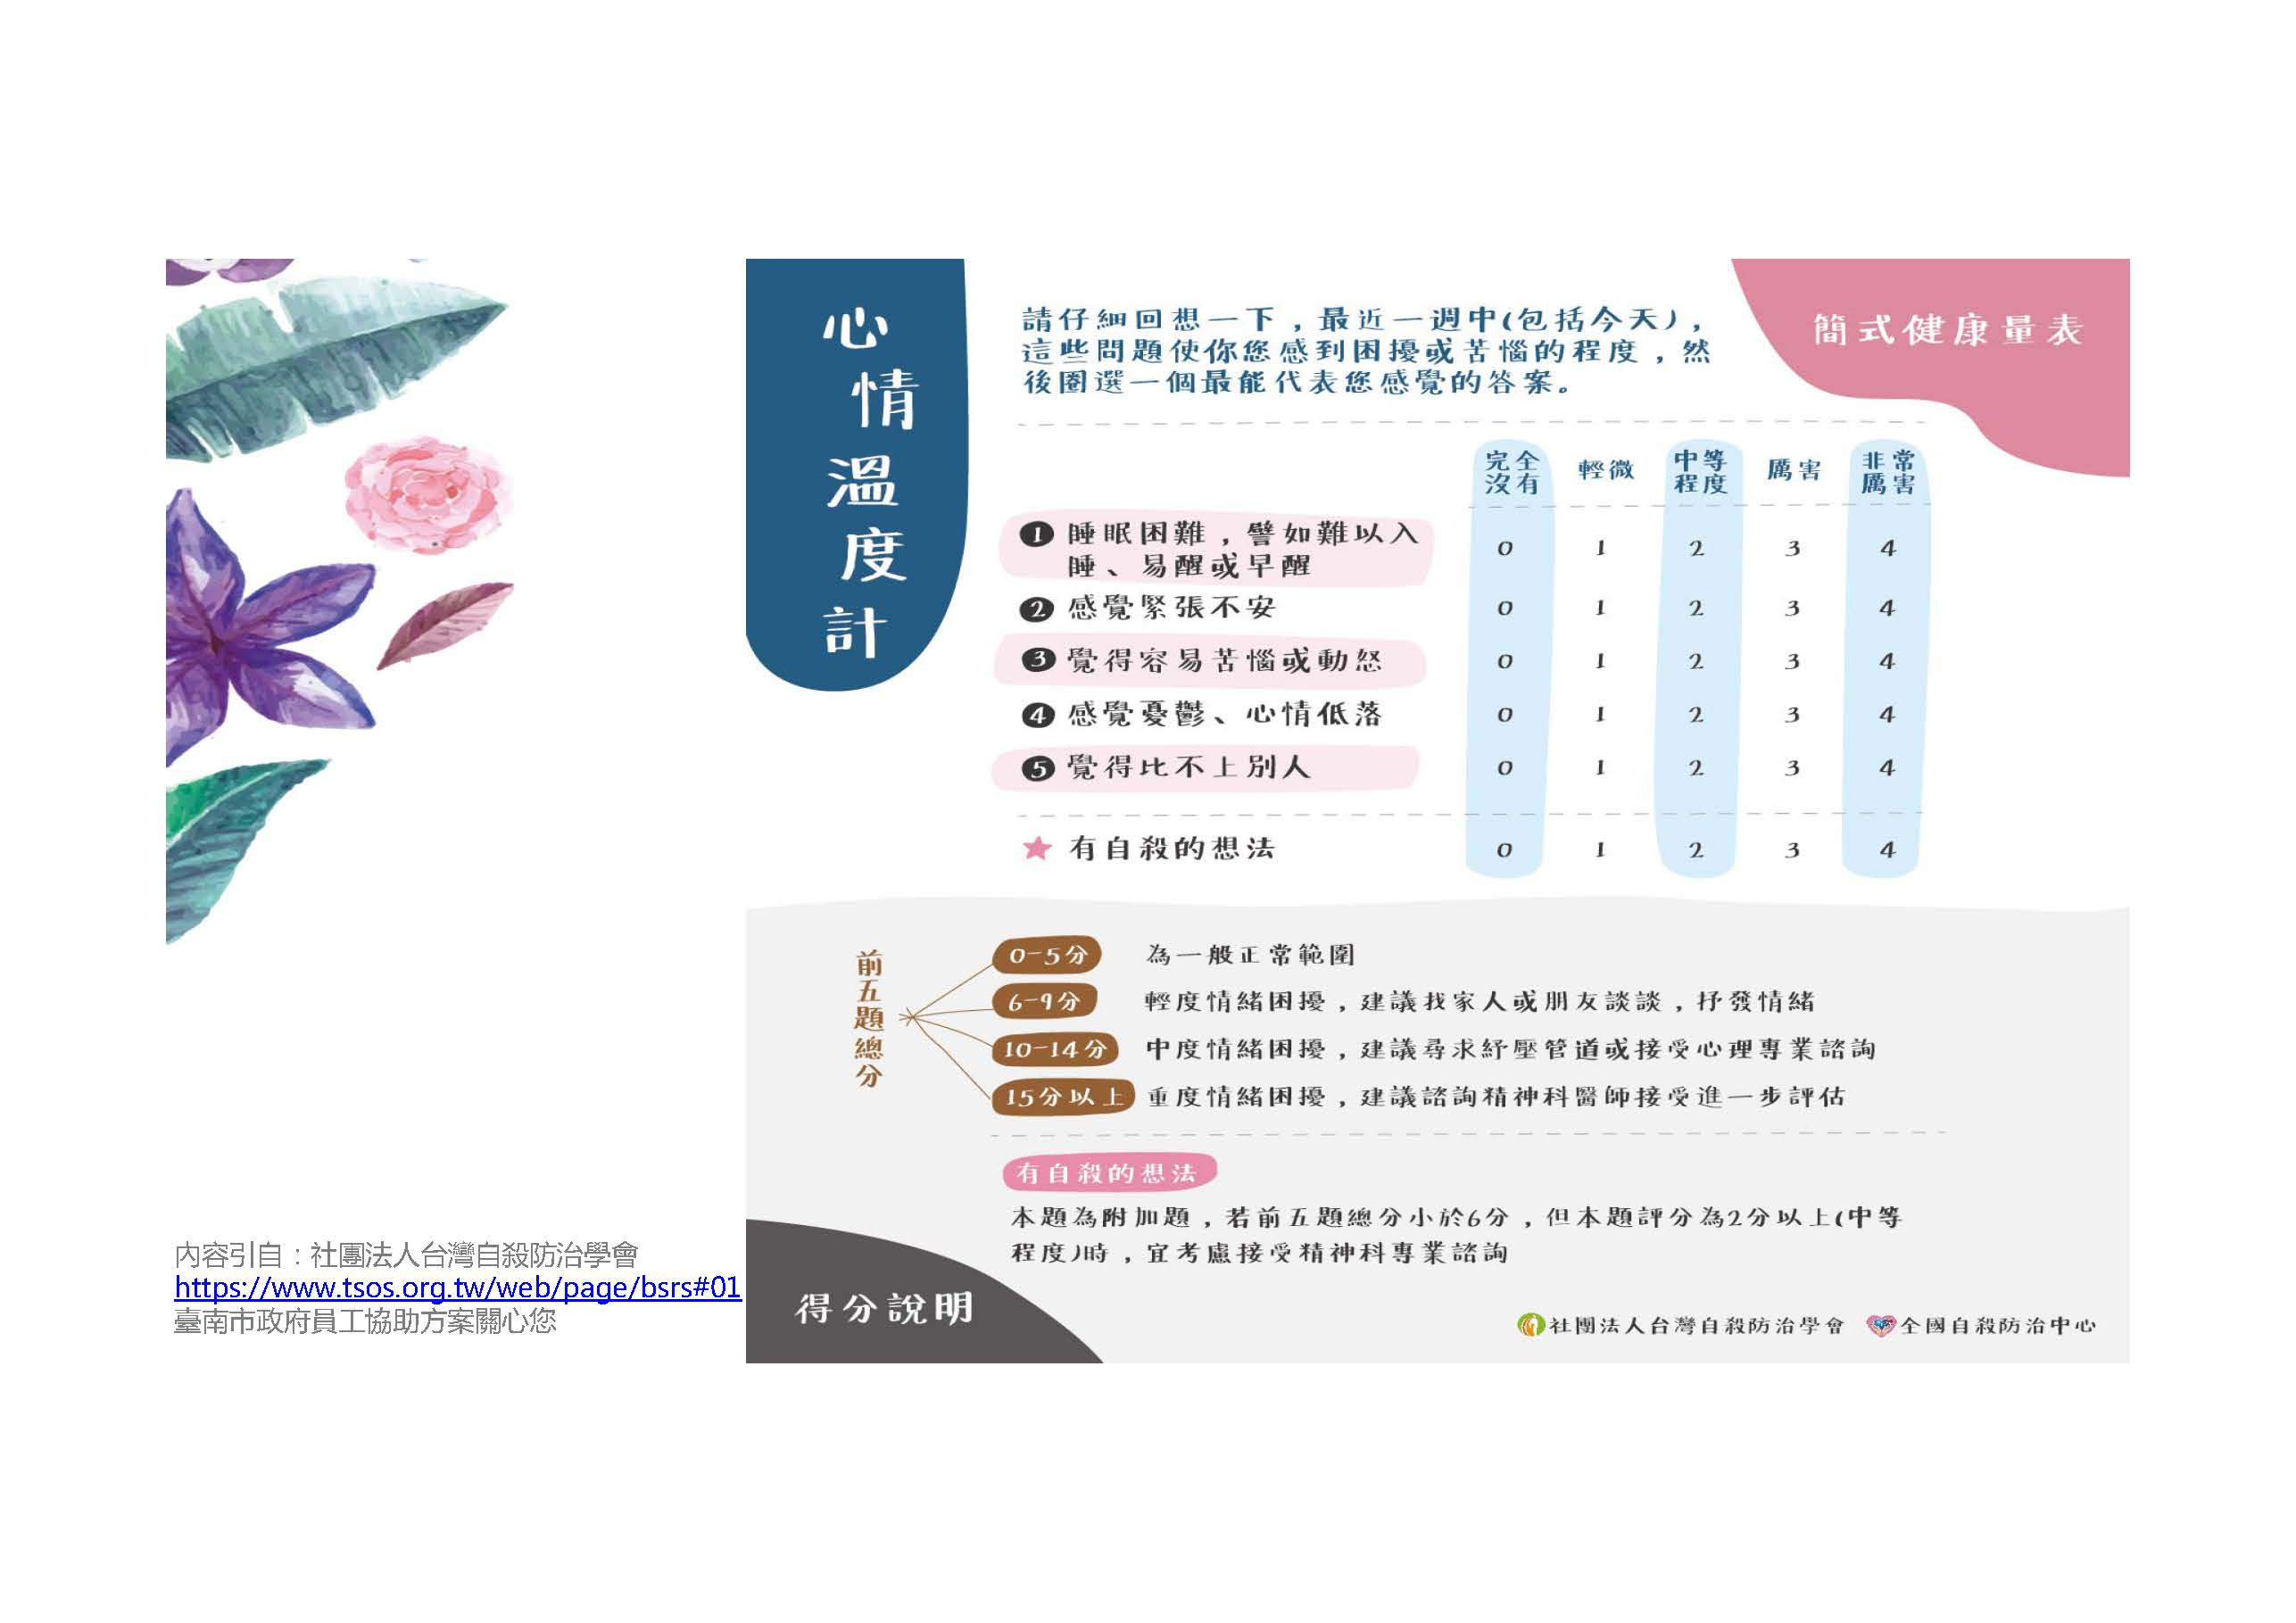 心情溫度計
簡式健康量表
請仔細回想一下，最近一週中(包括今天)，
這些問題使你您感到困擾或苦惱的程度，然
後圈選一個最能代表您感覺的答案。
完全沒有 輕微 中等程度 厲害 非常厲害
1 睡眠困難，譬如難以入
睡、易醒或早醒 0 1 2 3 4
2 感覺緊張不安 0 1 2 3 4
3 覺得容易苦惱或動怒 0 1 2 3 4
4 感覺憂鬱、心情低落 0 1 2 3 4
5 覺得比不上別人 0 1 2 3 4
★ 有自殺的想法 0 1 2 3 4
前五題總分
0-5分 為一般正常範圍
6-9分 輕度情緒困擾，建議找家人或朋友談談，抒發情緒
10-14分 中度情緒困擾，建議尋求紓壓管道或接受心理專業諮詢
15分以上 重度情緒困擾，建議諮詢精神科醫師接受進一步評估
有自殺的想法
本題為附加題，若前五題總分小於6分，但本題評分為2分以上(中等
程度)時，宜考慮接受精神科專業諮詢
得分說明
社團法人台灣自殺防治學會 全國自殺防治中心
內容引自：社團法人台灣自殺防治學會
https://www.tsos.org.tw/web/page/bsrs#01
臺南市政府員工協助方案關心您